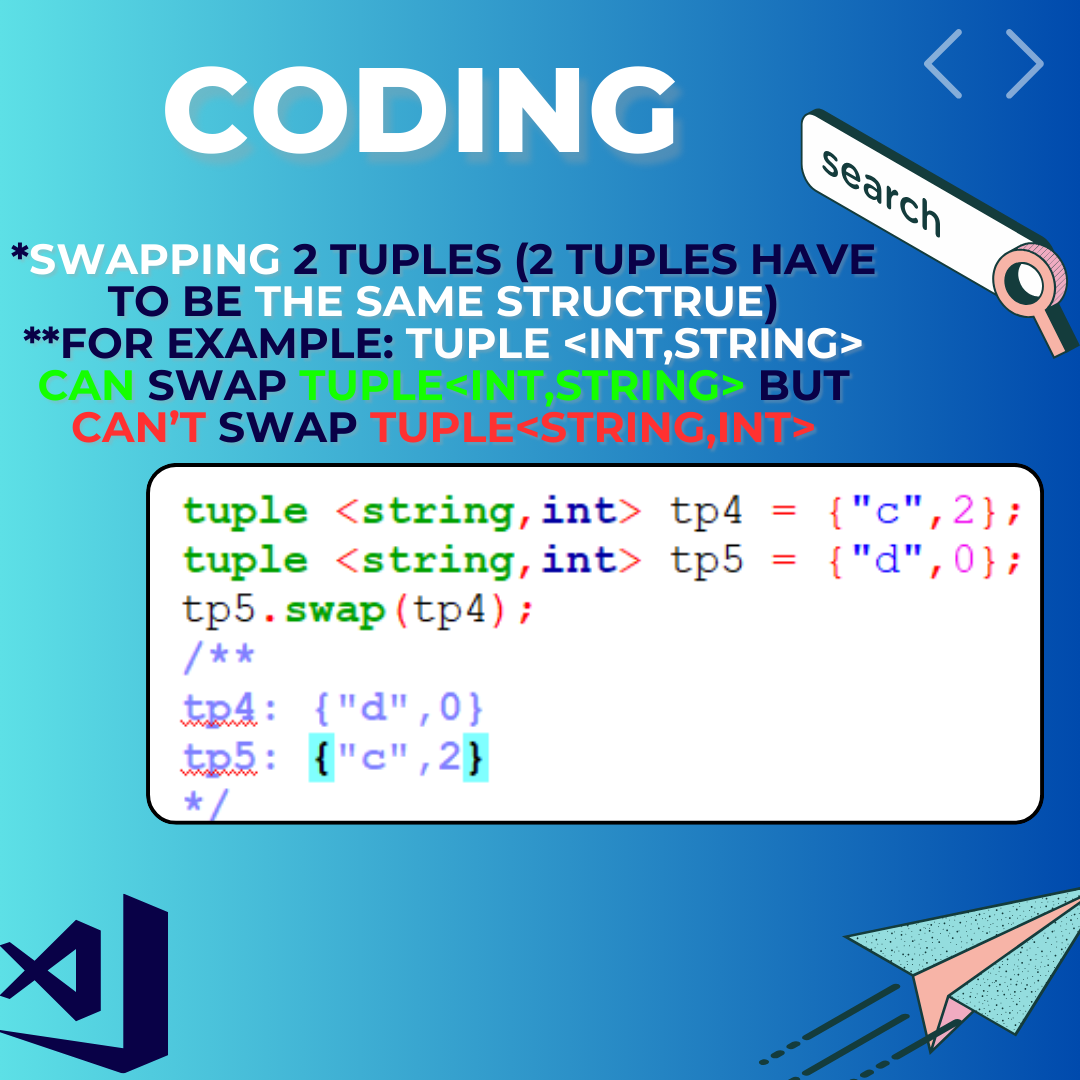 CODING
search
*SWAPPING 2 TUPLES (2 TUPLES HAVE
TO BE THE SAME STRUCTRUE)
**FOR EXAMPLE: TUPLE <INT,STRING>
CAN SWAP TUPLE<INT,STRING> BUT
CAN'T SWAP TUPLE<STRING,INT>
tuple <string,int> tp4 = {"c",2};
tuple <string,int> tp5 = {"d",0};
tp5.swap(tp4);
/**
tp4: {"d",0}
tp5: {"c",2}
*/